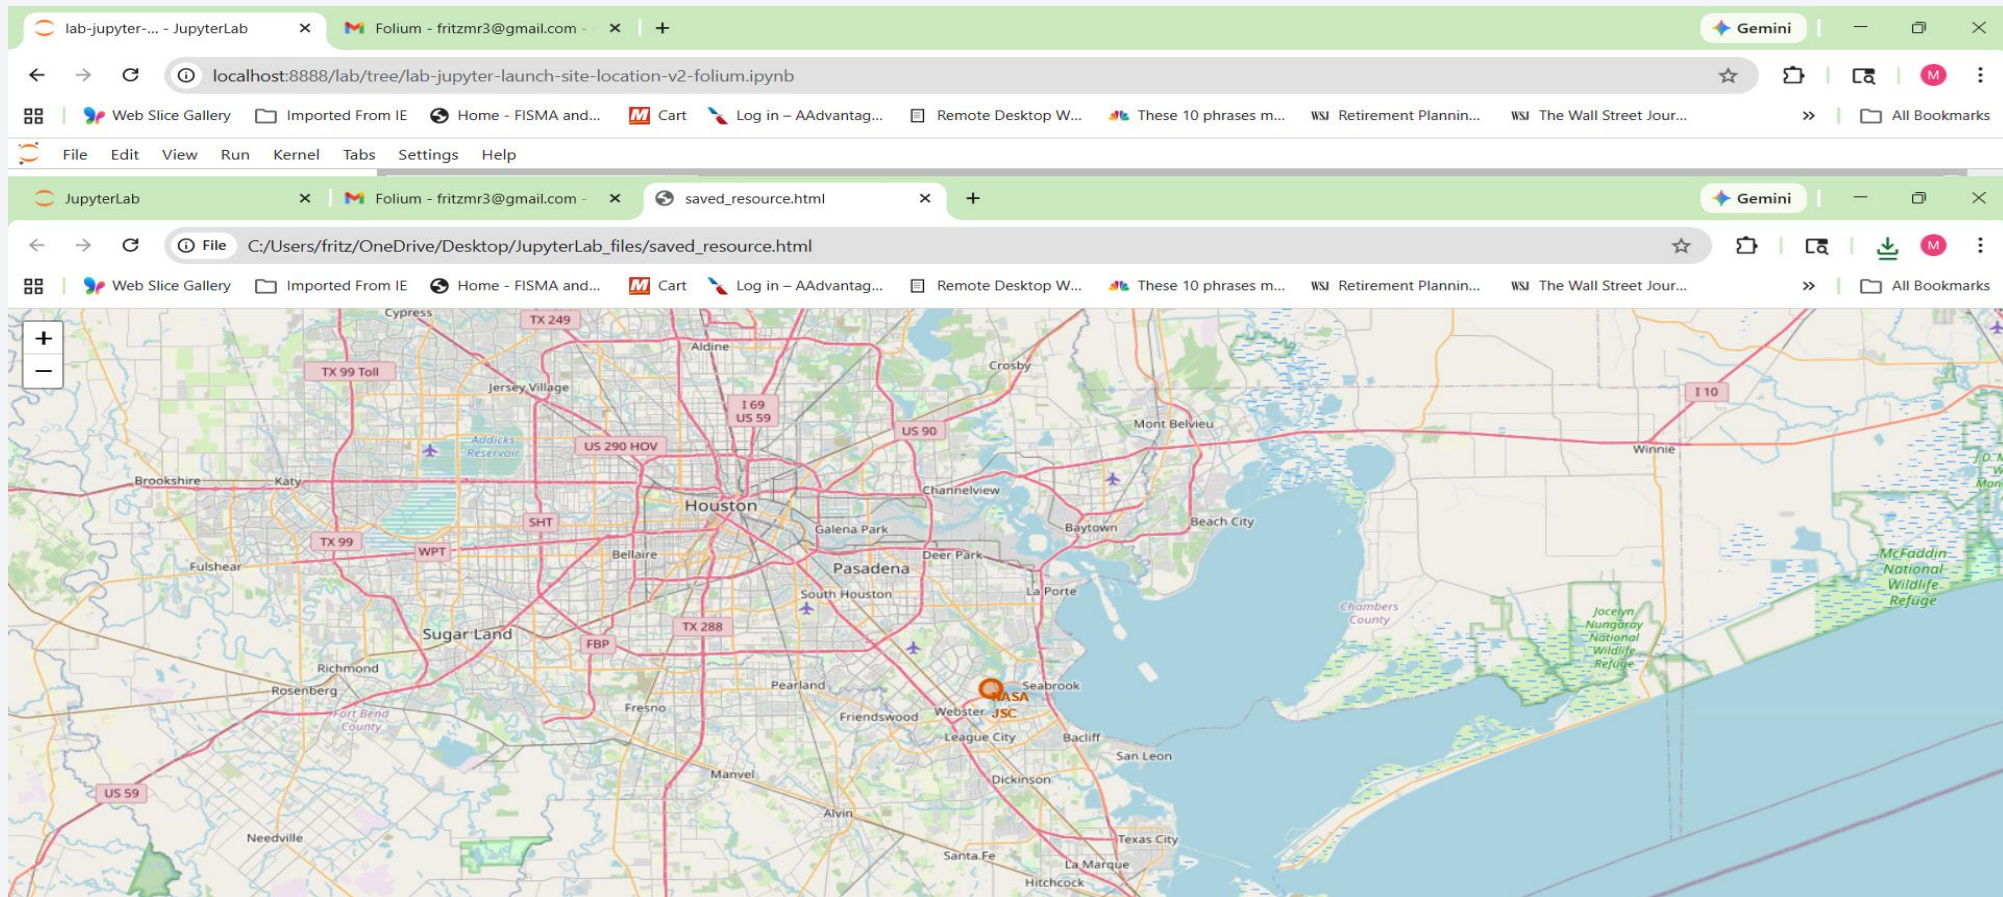 lab-jupyter-... - JupyterLab
Folium - fritzmr3@gmail.com -
Gemini
localhost:8888/lab/tree/lab-jupyter-launch-site-location-v2-folium.ipynb
M
Web Slice Gallery Imported From IE Home - FISMA and... M Cart Log in – AAdvantag... Remote Desktop W... These 10 phrases m... WSJ Retirement Plannin... WSJ The Wall Street Jour... » All Bookmarks
File Edit View Run Kernel Tabs Settings Help
JupyterLab
Folium - fritzmr3@gmail.com -
saved_resource.html
Gemini
File C:/Users/fritz/OneDrive/Desktop/JupyterLab_files/saved_resource.html
M
Web Slice Gallery Imported From IE Home - FISMA and... M Cart Log in – AAdvantag... Remote Desktop W... These 10 phrases m... WSJ Retirement Plannin... WSJ The Wall Street Jour... » All Bookmarks
+
−
Cypress
TX 249
Aldine
Crosby
TX 99 Toll
Jersey Village
I 69
US 59
I 10
Mont Belvieu
US 90
Addicks
Reservoir
US 290 HOV
Winnie
Brookshire
Katy
Channelview
Houston
SHT
Galena Park
Baytown
Beach City
TX 99
WPT
Bellaire
Deer Park
Fulshear
Pasadena
McFaddin
National
Wildlife
Refuge
South Houston
La Porte
Chambers
County
Jocelyn
Nungaray
National
Wildlife
Refuge
TX 288
Sugar Land
FBP
Richmond
Rosenberg
Pearland
Seabrook
NASA
JSC
Fort Bend
County
Fresno
Friendswood
Webster
League City
Bacliff
San Leon
Manvel
Dickinson
US 59
Alvin
Needville
Texas City
Santa Fe
La Marque
Hitchcock